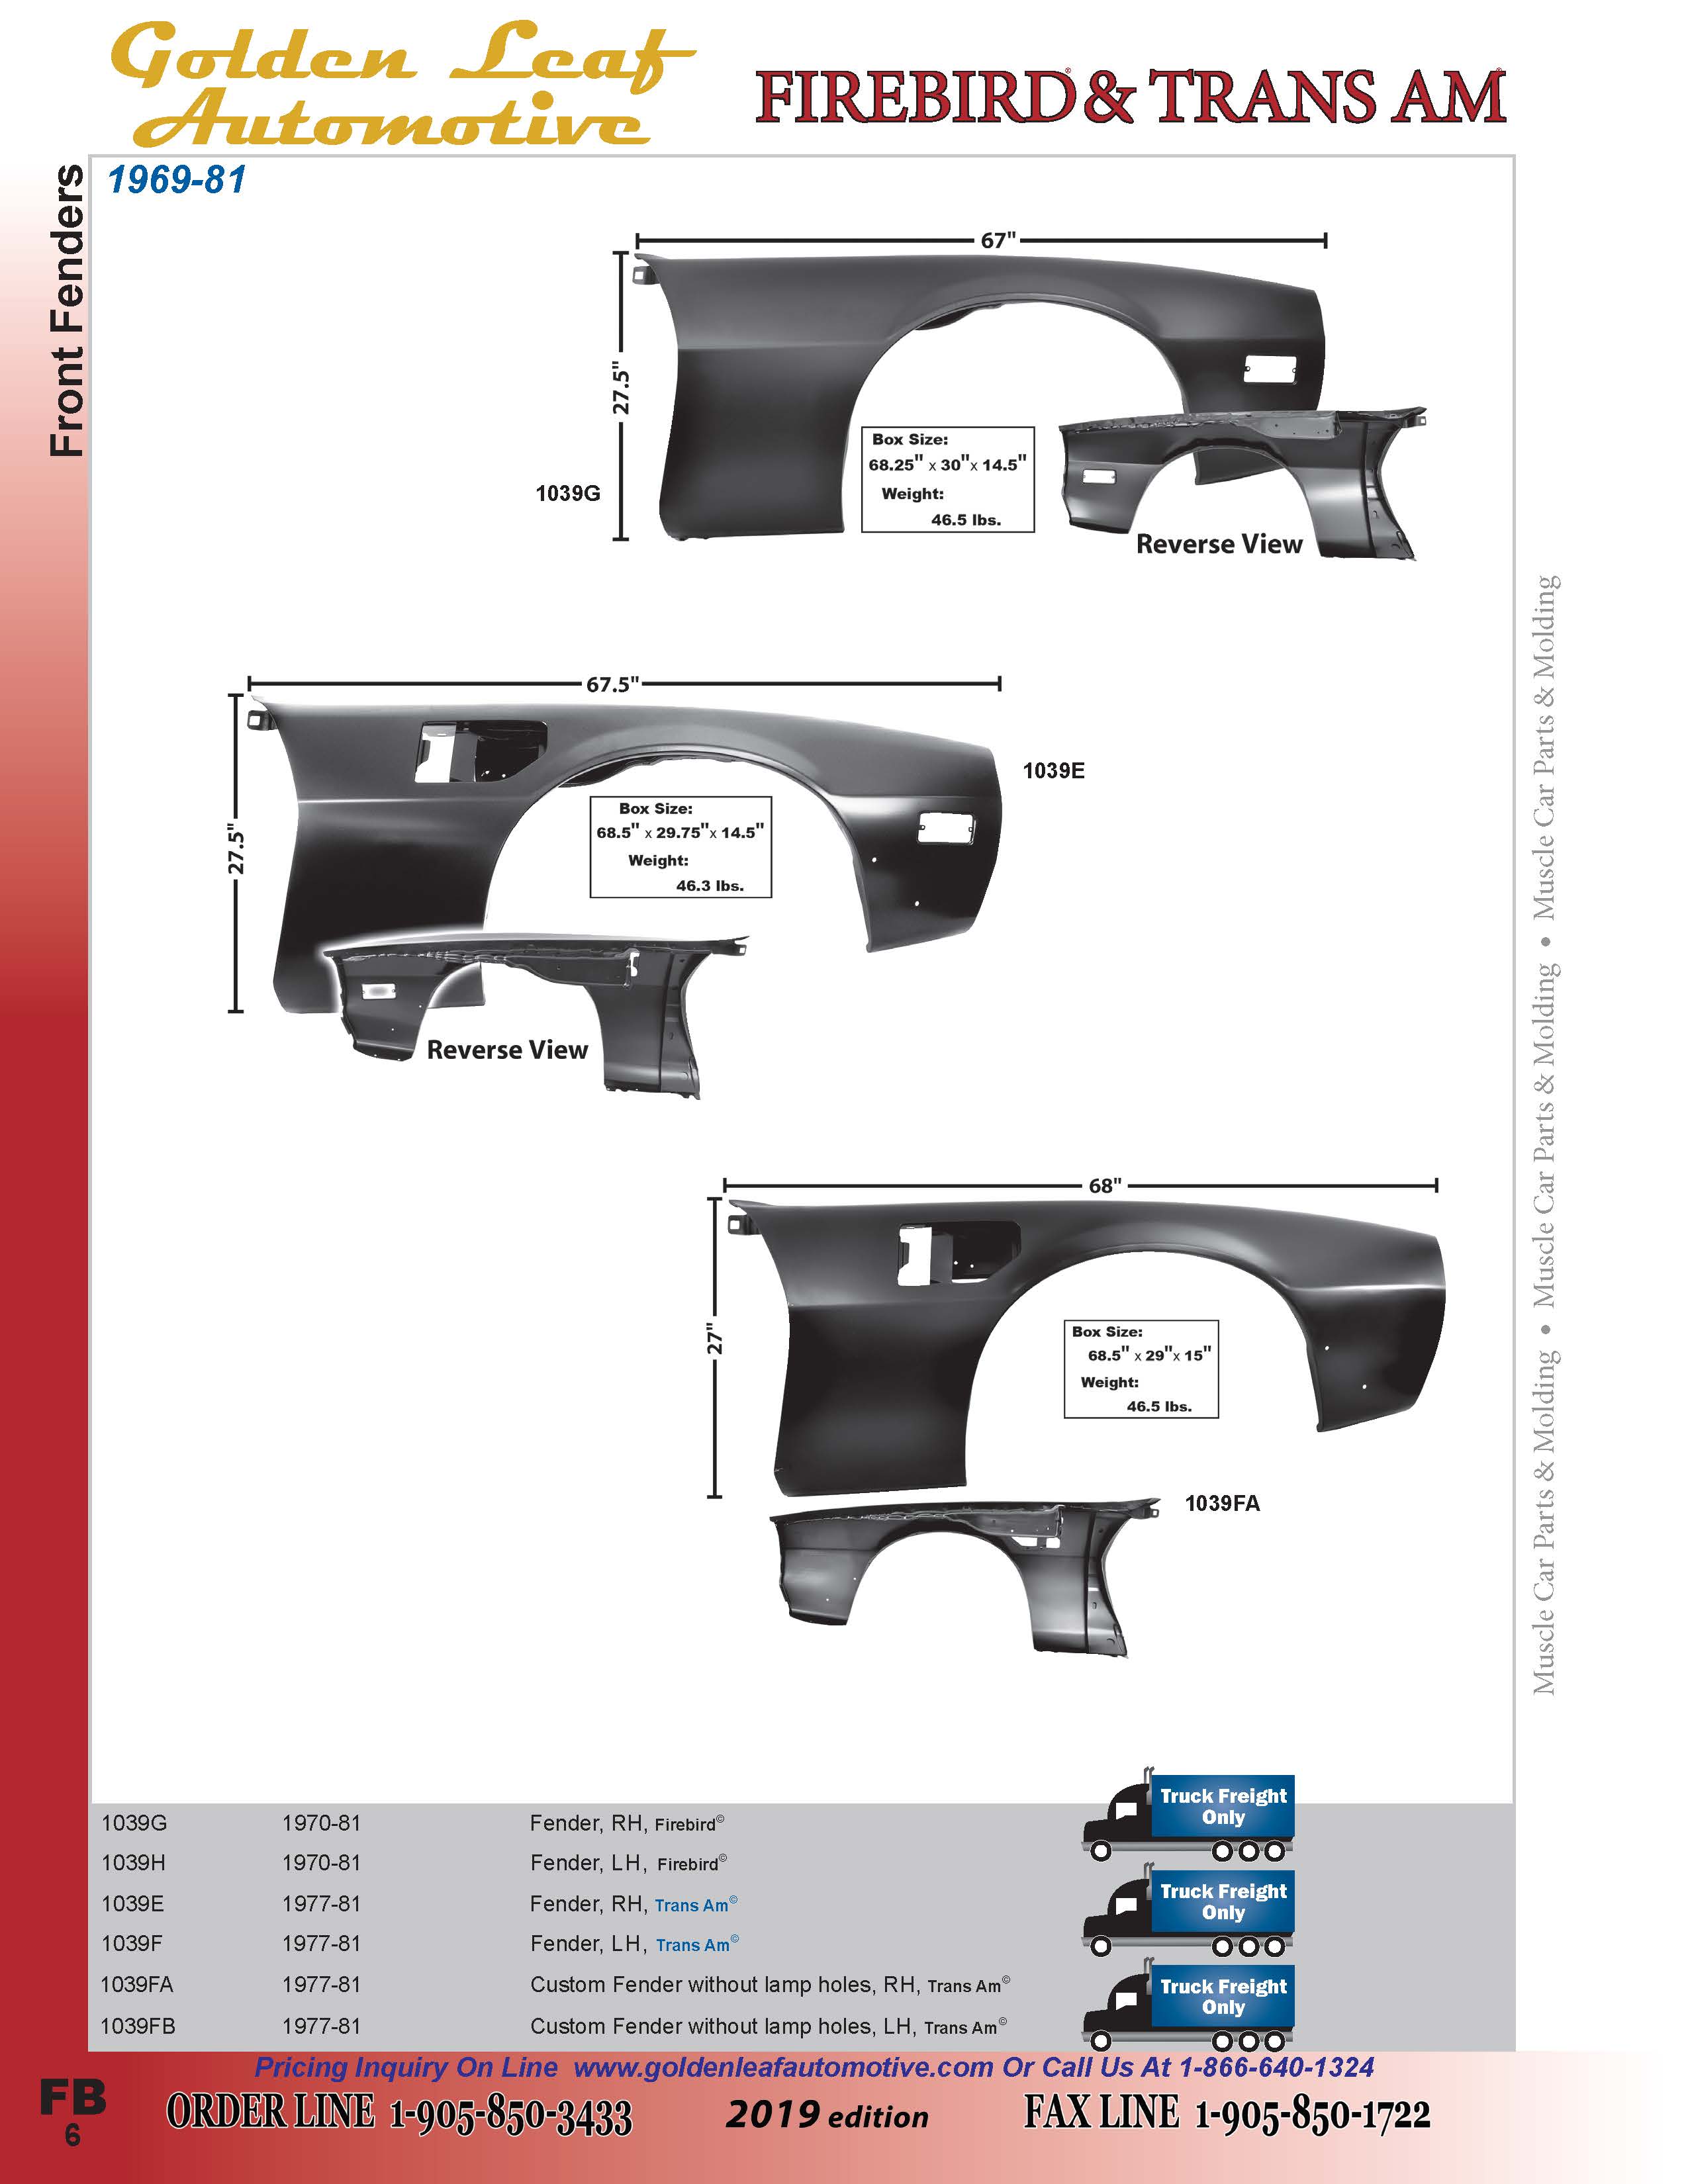 Golden Leaf
Automotive
FIREBIRD® & TRANS AM®
Front Fenders
1969-81
67"
27.5"
1039G
Box Size:
68.25" x 30"x 14.5"
Weight:
46.5 lbs.
Reverse View
67.5"
27.5"
1039E
Box Size:
68.5" x 29.75"x 14.5"
Weight:
46.3 lbs.
Reverse View
68"
27"
Box Size:
68.5" x 29"x 15"
Weight:
46.5 lbs.
1039FA
Muscle Car Parts & Molding • Muscle Car Parts & Molding • Muscle Car Parts & Molding
1039G 1970-81 Fender, RH, Firebird©
1039H 1970-81 Fender, LH, Firebird©
1039E 1977-81 Fender, RH, Trans Am©
1039F 1977-81 Fender, LH, Trans Am©
1039FA 1977-81 Custom Fender without lamp holes, RH, Trans Am©
1039FB 1977-81 Custom Fender without lamp holes, LH, Trans Am©
Truck Freight
Only
Truck Freight
Only
Truck Freight
Only
Pricing Inquiry On Line www.goldenleafautomotive.com Or Call Us At 1-866-640-1324
FB
6
ORDER LINE 1-905-850-3433
2019 edition
FAX LINE 1-905-850-1722